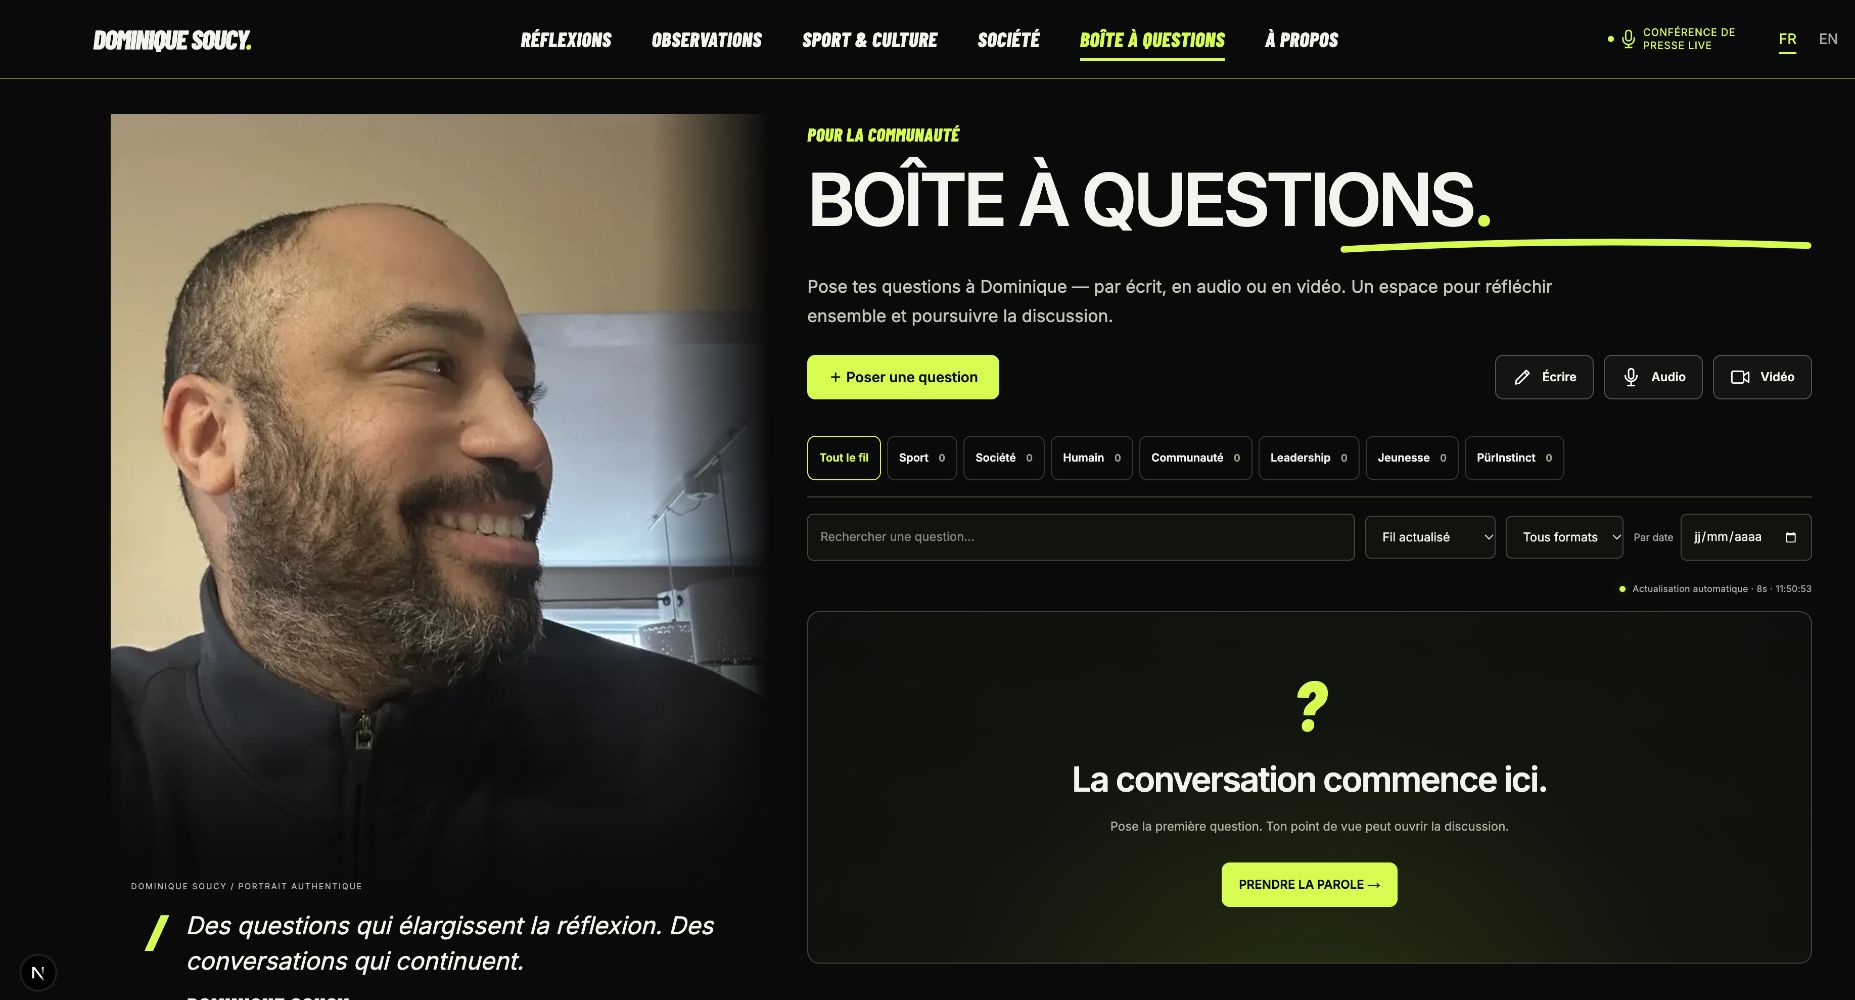 DOMINIQUE SOUCY.
RÉFLEXIONS
OBSERVATIONS
SPORT & CULTURE
SOCIÉTÉ
BOÎTE À QUESTIONS
À PROPOS
CONFÉRENCE DE
PRESSE LIVE
FR
EN
POUR LA COMMUNAUTÉ
BOÎTE À QUESTIONS.
Pose tes questions à Dominique — par écrit, en audio ou en vidéo. Un espace pour réfléchir
ensemble et poursuivre la discussion.
+ Poser une question
Écrire
Audio
Vidéo
Tout le fil
Sport 0
Société 0
Humain 0
Communauté 0
Leadership 0
Jeunesse 0
PürInstinct 0
Rechercher une question...
Fil actualisé
Tous formats
Par date
jj/mm/aaaa
Actualisation automatique · 8s · 11:50:53
?
La conversation commence ici.
Pose la première question. Ton point de vue peut ouvrir la discussion.
PRENDRE LA PAROLE →
DOMINIQUE SOUCY / PORTRAIT AUTHENTIQUE
/ Des questions qui élargissent la réflexion. Des
conversations qui continuent.
N